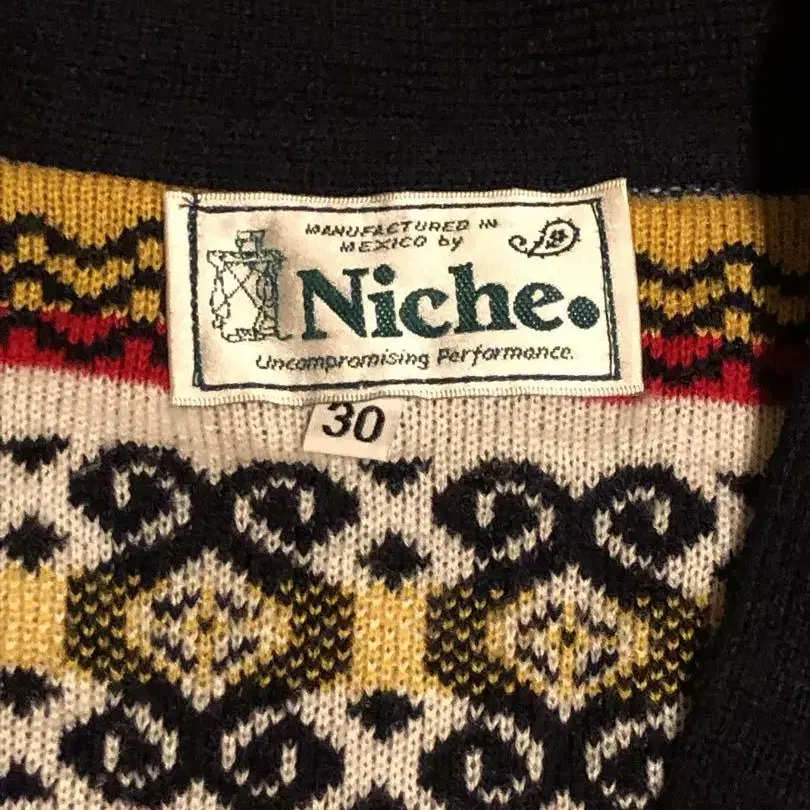 MANUFACTURED IN
MEXICO by
Niche.
Uncompromising Performance.
30